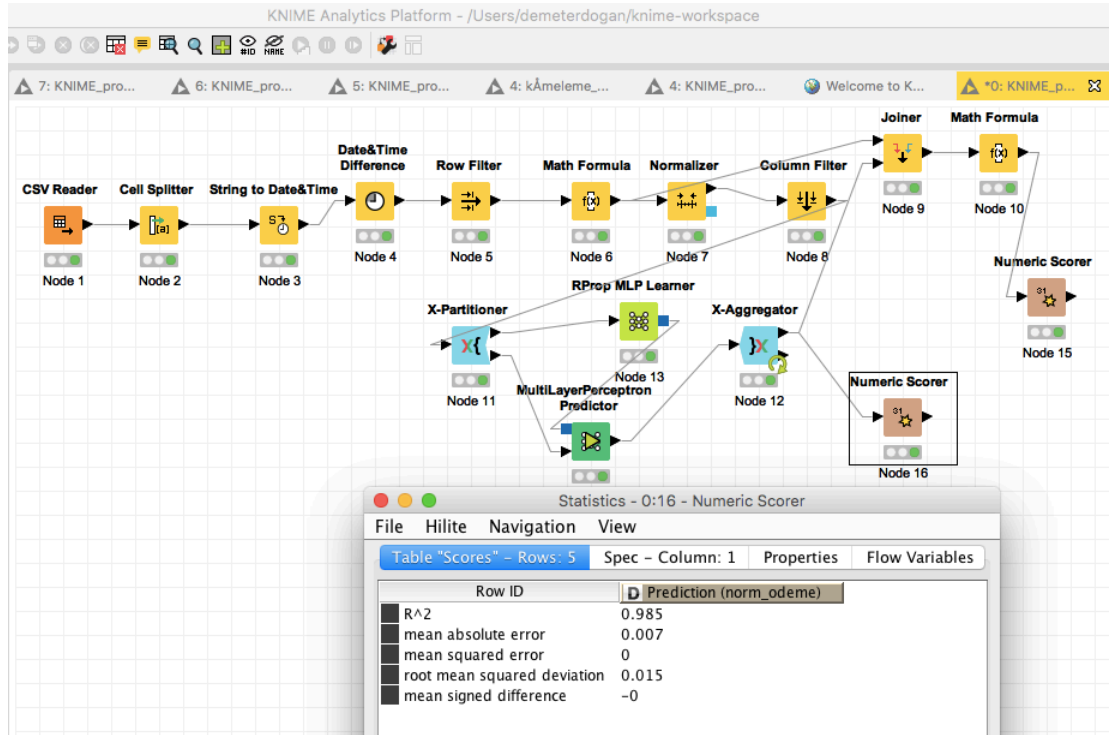 KNIME Analytics Platform - /Users/demeterdogan/knime-workspace
#ID NAME
7: KNIME_pro... 6: KNIME_pro... 5: KNIME_pro... 4: kÅmeleme_... 4: KNIME_pro... Welcome to K... *0: KNIME_p...
Joiner Math Formula
Date&Time
Difference Row Filter Math Formula Normalizer Column Filter
CSV Reader Cell Splitter String to Date&Time
f(x)
Node 9 Node 10
[a] S f(x)
Node 4 Node 5 Node 6 Node 7 Node 8
Node 1 Node 2 Node 3
Numeric Scorer
RProp MLP Learner
31
X-Partitioner X-Aggregator
X{ }X
Node 15
Node 13
Numeric Scorer
MultiLayerPerceptron
Predictor
Node 11 Node 12
31
Node 16
Statistics - 0:16 - Numeric Scorer
File Hilite Navigation View
Table "Scores" - Rows: 5 Spec - Column: 1 Properties Flow Variables
Row ID D Prediction (norm_odeme)
R^2 0.985
mean absolute error 0.007
mean squared error 0
root mean squared deviation 0.015
mean signed difference -0